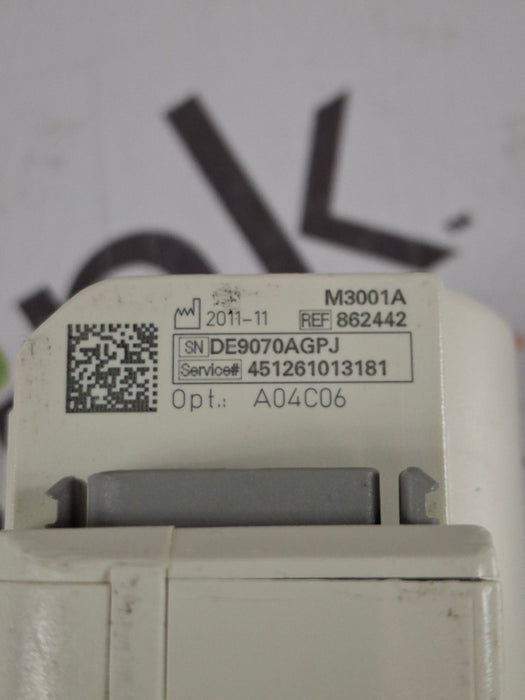 M3001A
2011-11 REF 862442
SN DE9070AGPJ
Service# 451261013181
Opt.: A04C06